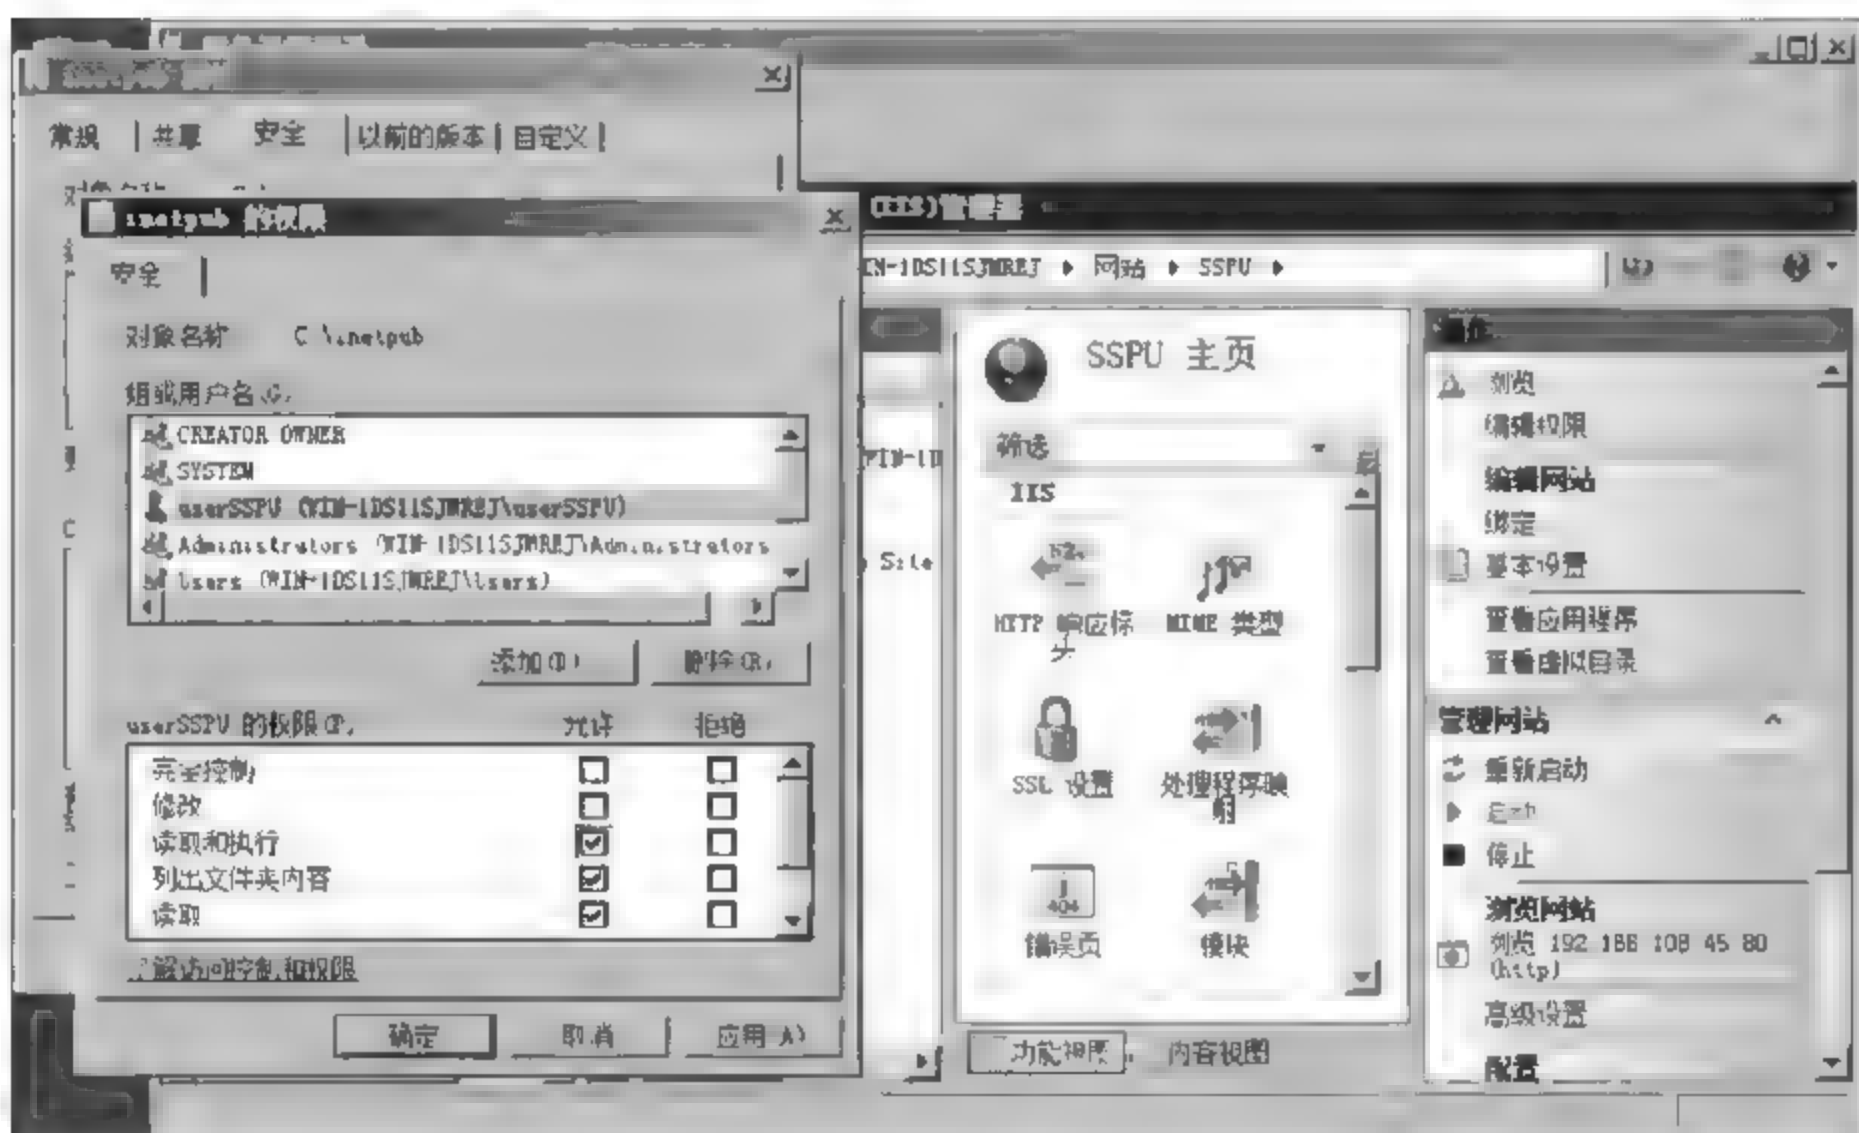 常规 共享 安全 以前的版本 自定义
inetpub 的权限
安全
对象名称 C:\inetpub
组或用户名(G):
CREATOR OWNER
SYSTEM
userSSPU (WIN-1DS11SJMREJ\userSSPU)
Administrators (WIN-1DS11SJMREJ\Administrators
Users (WIN-1DS11SJMREJ\Users)
添加(D) 删除(R)
userSSPU 的权限(P) 允许 拒绝
完全控制
修改
读取和执行
列出文件夹内容
读取
了解访问控制和权限
确定 取消 应用(A)
(IIS)管理器
IN-1DS11SJMREJ 网站 SSPU
WIN-1D
Site
SSPU 主页
筛选
IIS
HTTP 响应标头
MIME 类型
SSL 设置
处理程序映射
错误页
404
模块
功能视图 内容视图
浏览
编辑权限
编辑网站
绑定
基本设置
查看应用程序
查看虚拟目录
管理网站
重新启动
启动
停止
浏览网站
浏览 192 168 108 45 80
(http)
高级设置
配置